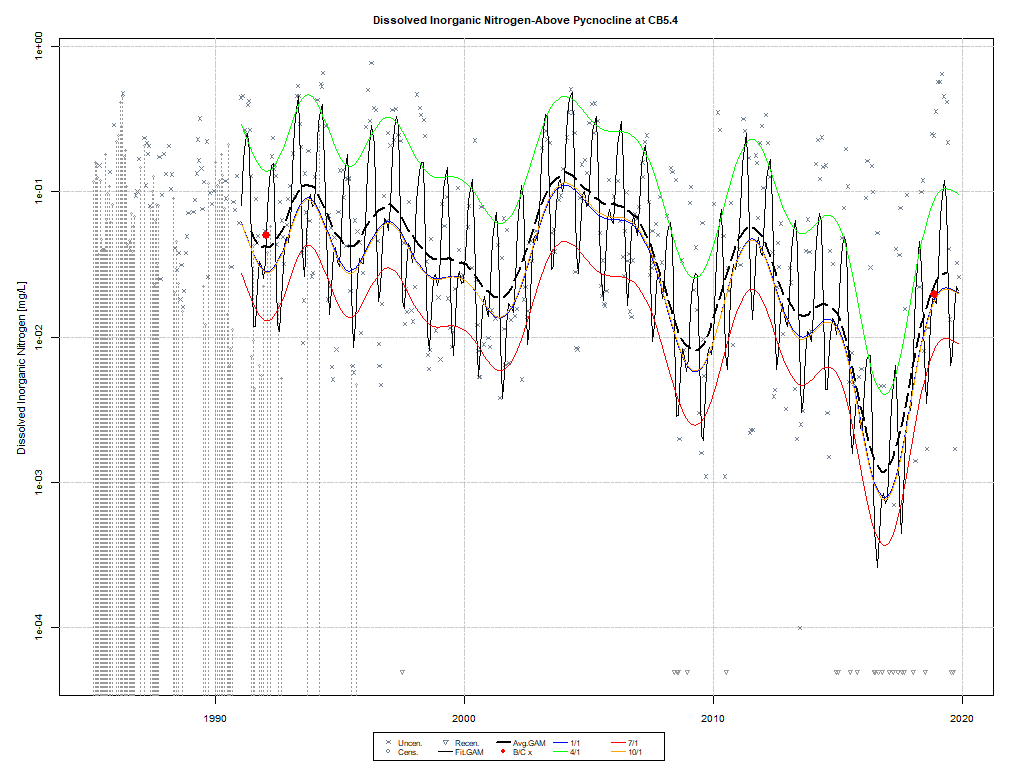 Dissolved Inorganic Nitrogen-Above Pycnocline at CB5.4
1e+00
1e-01
1e-02
1e-03
1e-04
Dissolved Inorganic Nitrogen [mg/L]
1990 2000 2010 2020
Uncen. Recen. Avg.GAM 1/1 7/1
Cens. Fit.GAM B/C x 4/1 10/1